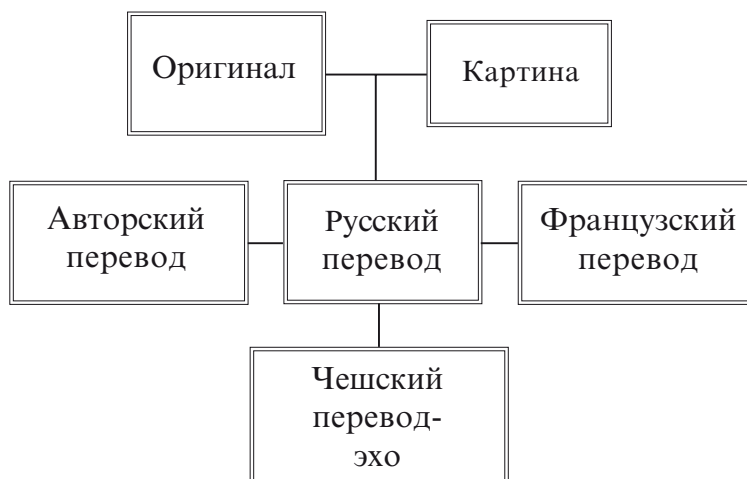 Оригинал
Картина
Авторский
перевод
Русский
перевод
Французский
перевод
Чешский
перевод-
эхо